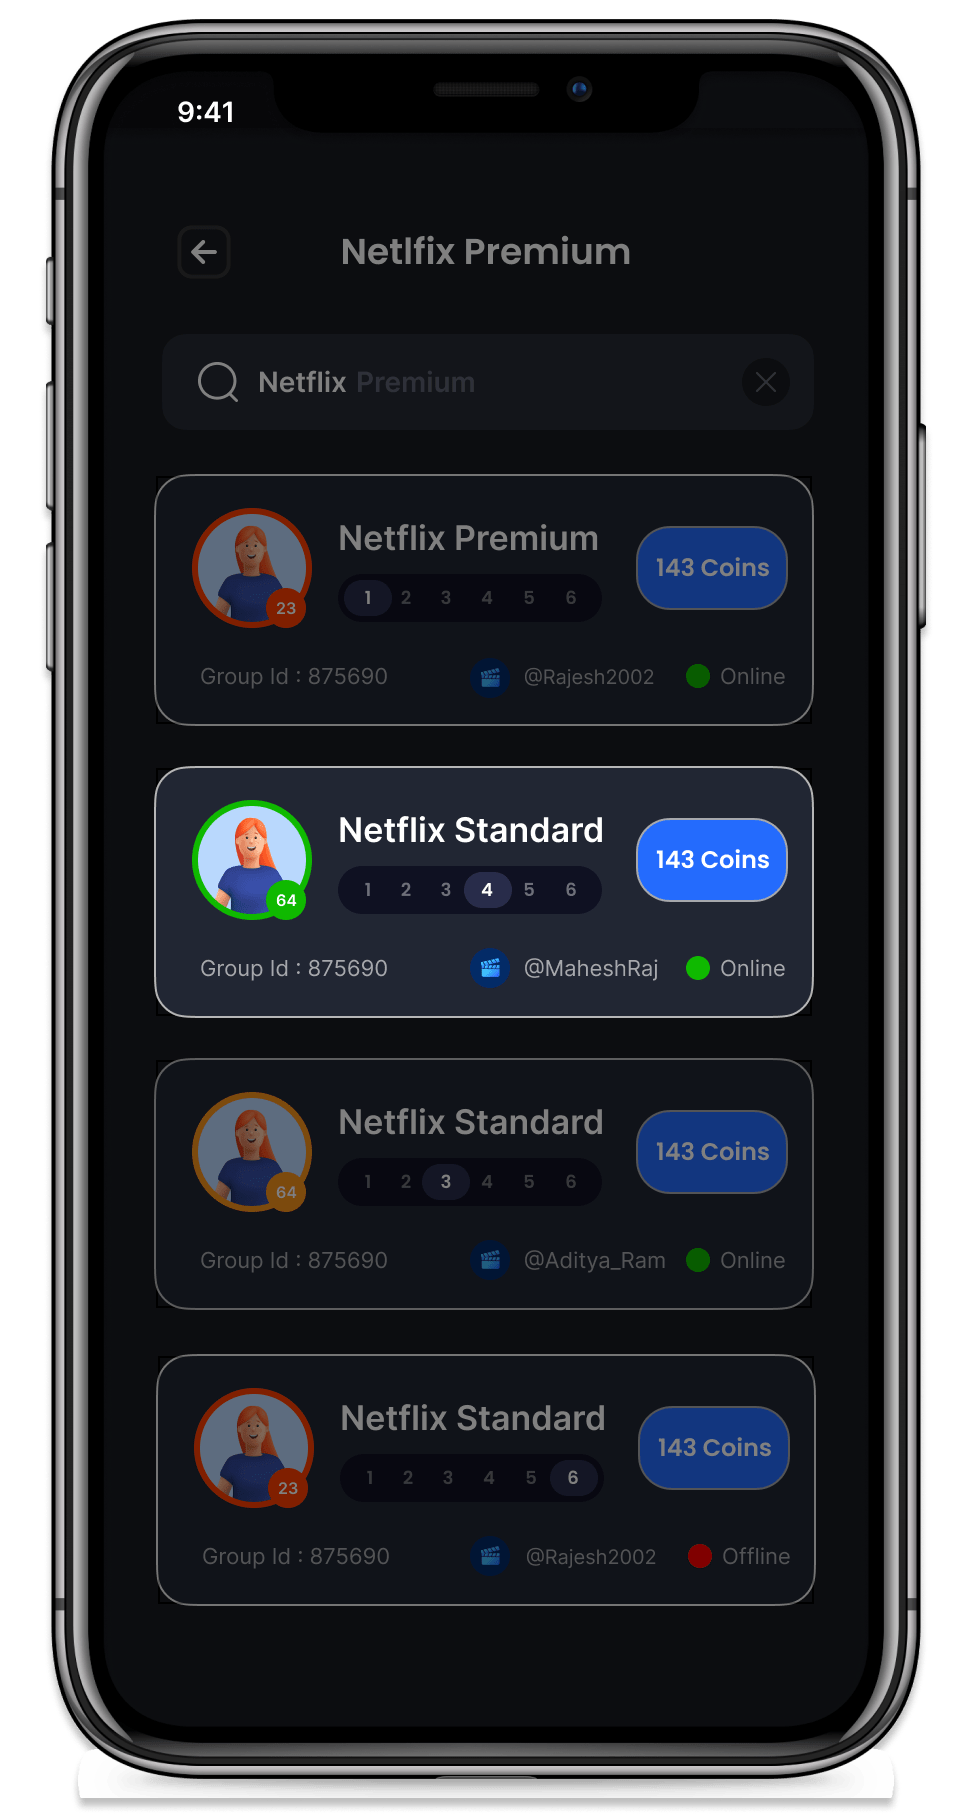 9:41
Netlfix Premium
Netflix Premium
Netflix Premium
143 Coins
1 2 3 4 5 6
23
Group Id : 875690 @Rajesh2002 Online
Netflix Standard
143 Coins
1 2 3 4 5 6
64
Group Id : 875690 @MaheshRaj Online
Netflix Standard
143 Coins
1 2 3 4 5 6
64
Group Id : 875690 @Aditya_Ram Online
Netflix Standard
143 Coins
1 2 3 4 5 6
23
Group Id : 875690 @Rajesh2002 Offline